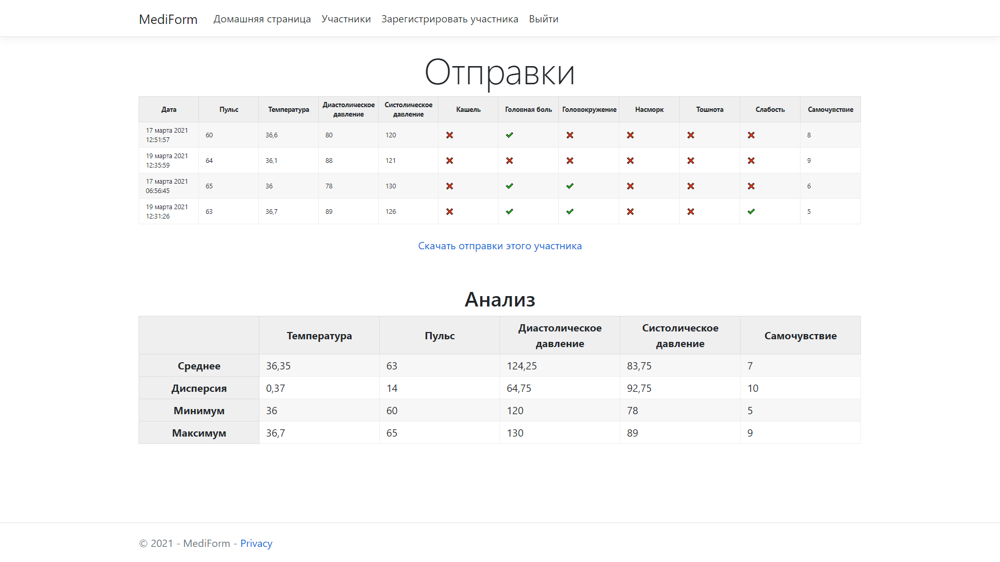 MediForm Домашняя страница Участники Зарегистрировать участника Выйти
Отправки
Дата Пульс Температура Диастолическое давление Систолическое давление Кашель Головная боль Головокружение Насморк Тошнота Слабость Самочувствие
17 марта 2021 12:51:57 60 36,6 80 120 8
19 марта 2021 12:35:59 64 36,1 88 121 9
17 марта 2021 06:56:45 65 36 78 130 6
19 марта 2021 12:31:26 63 36,7 89 126 5
Скачать отправки этого участника
Анализ
Температура Пульс Диастолическое давление Систолическое давление Самочувствие
Среднее 36,35 63 124,25 83,75 7
Дисперсия 0,37 14 64,75 92,75 10
Минимум 36 60 120 78 5
Максимум 36,7 65 130 89 9
© 2021 - MediForm - Privacy